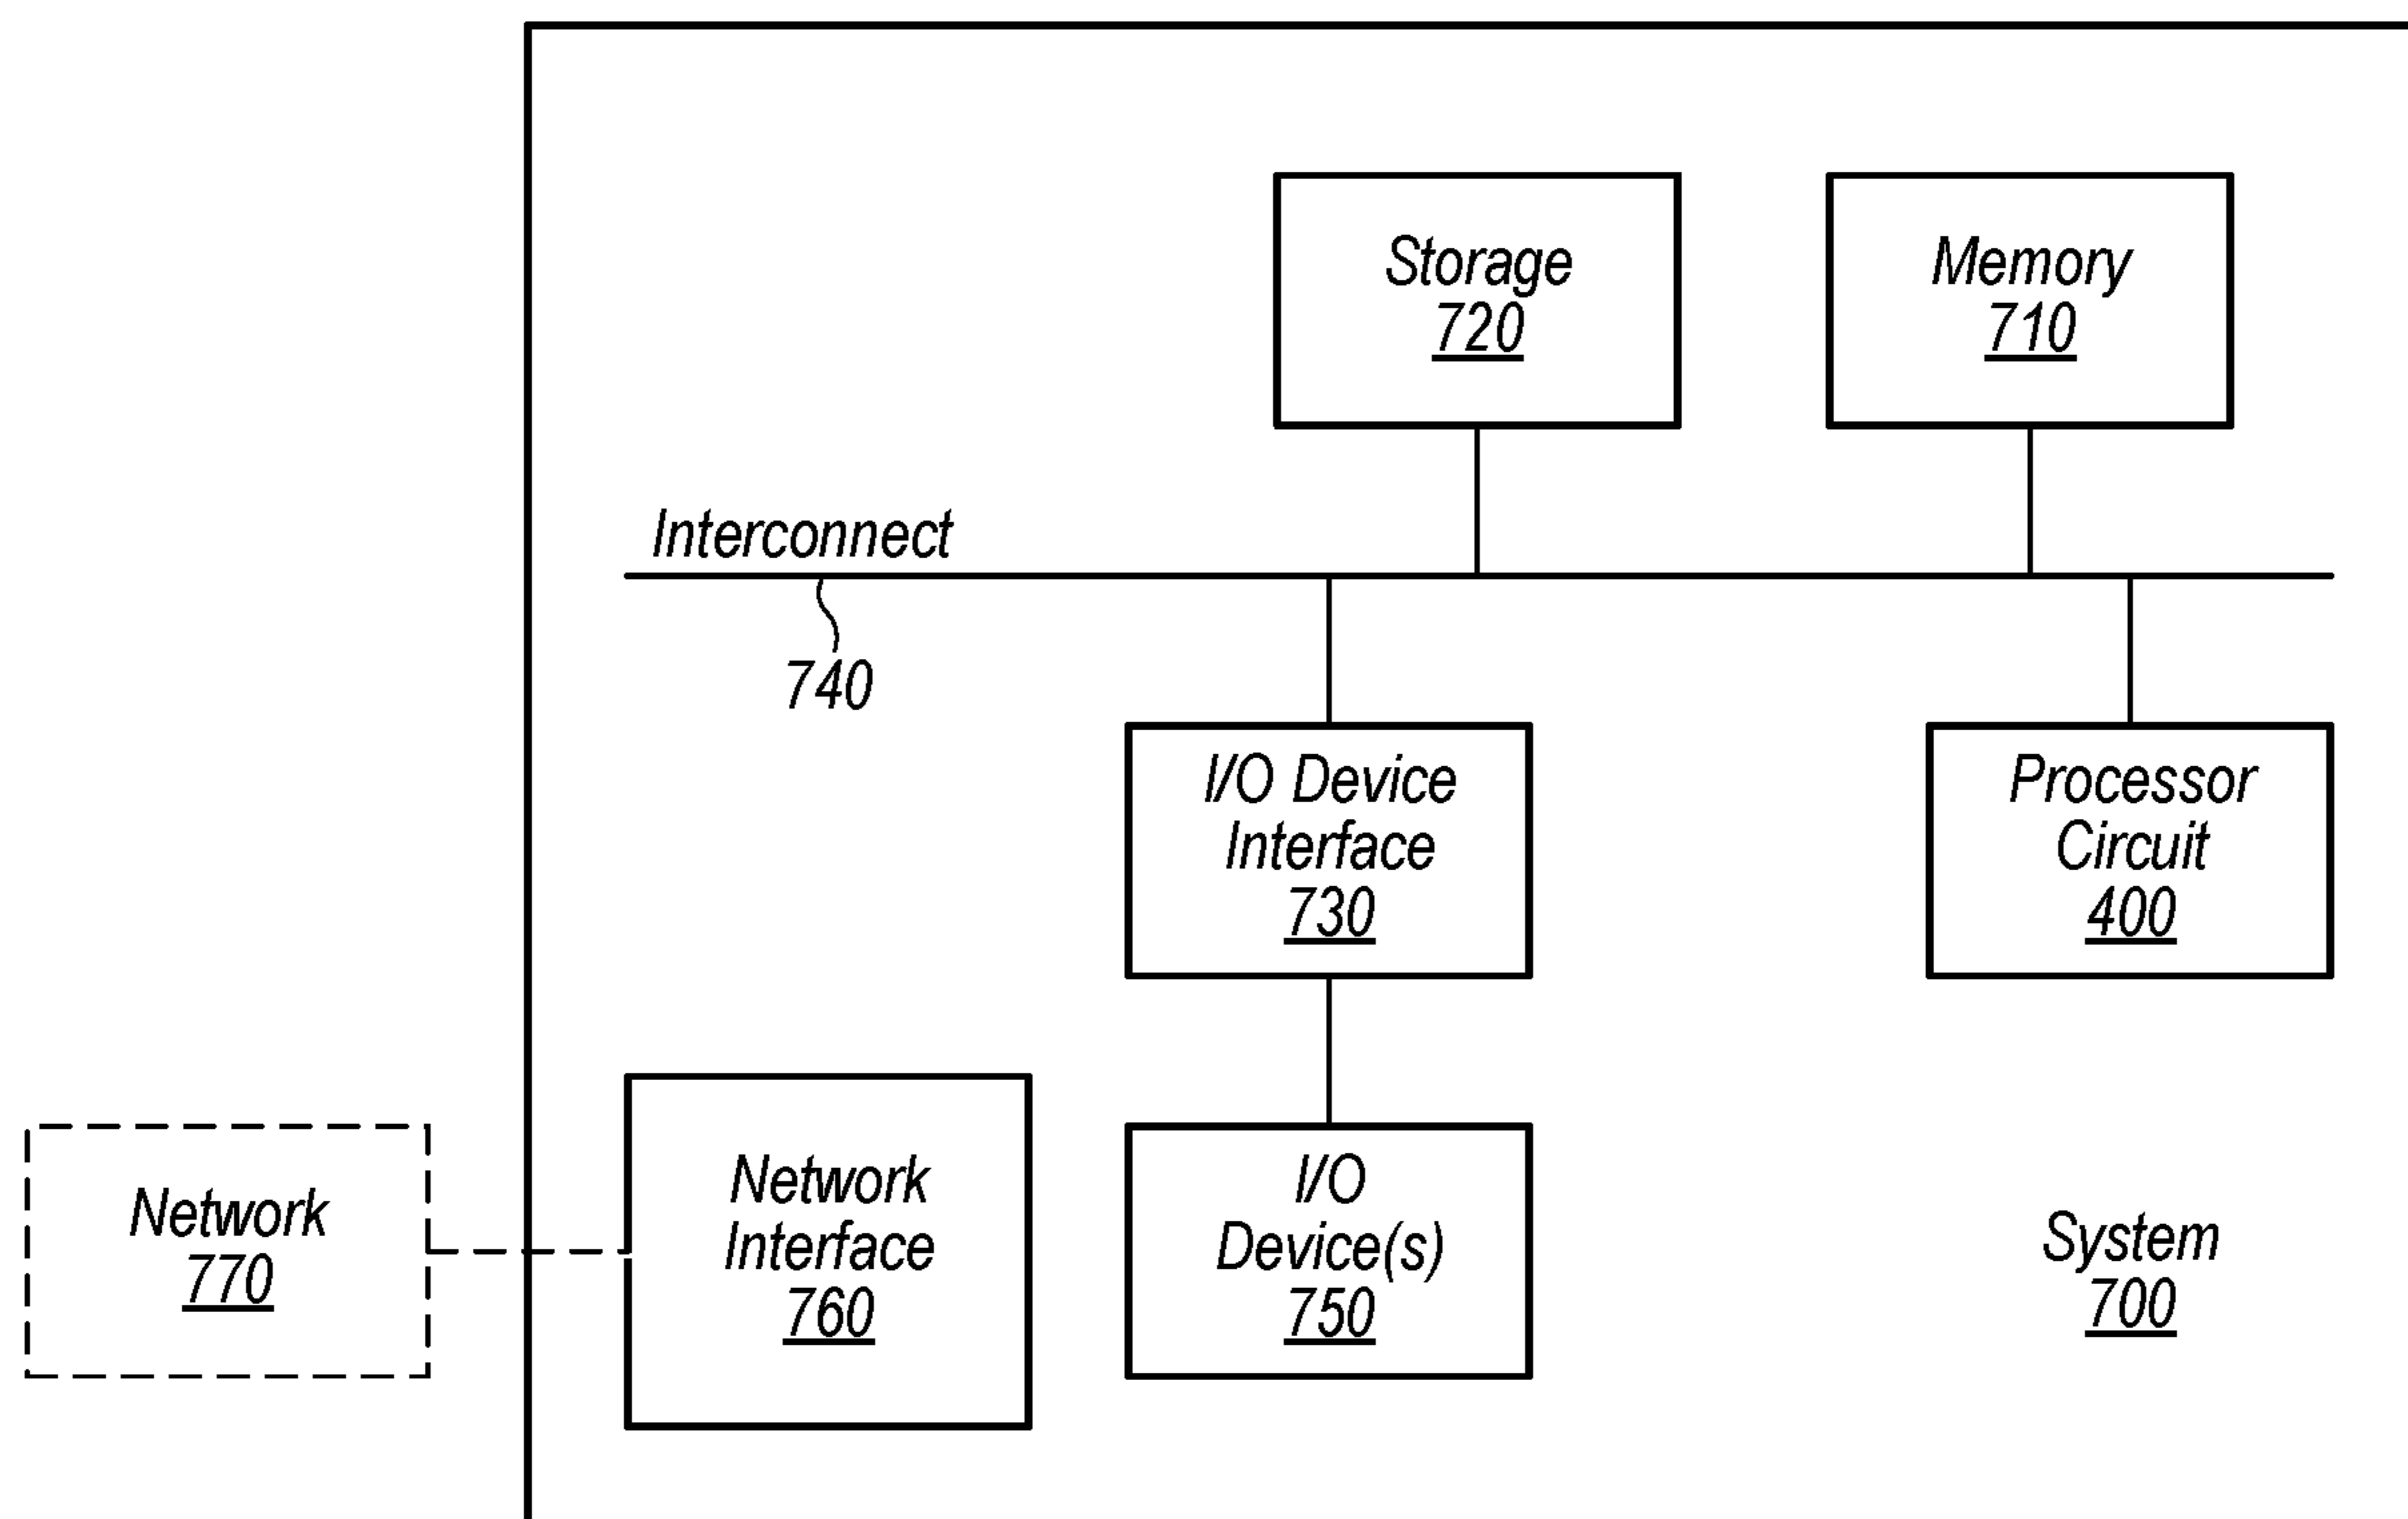 Storage
720
Memory
710
Interconnect
740
I/O Device
Interface
730
Processor
Circuit
400
Network
770
Network
Interface
760
I/O
Device(s)
750
System
700